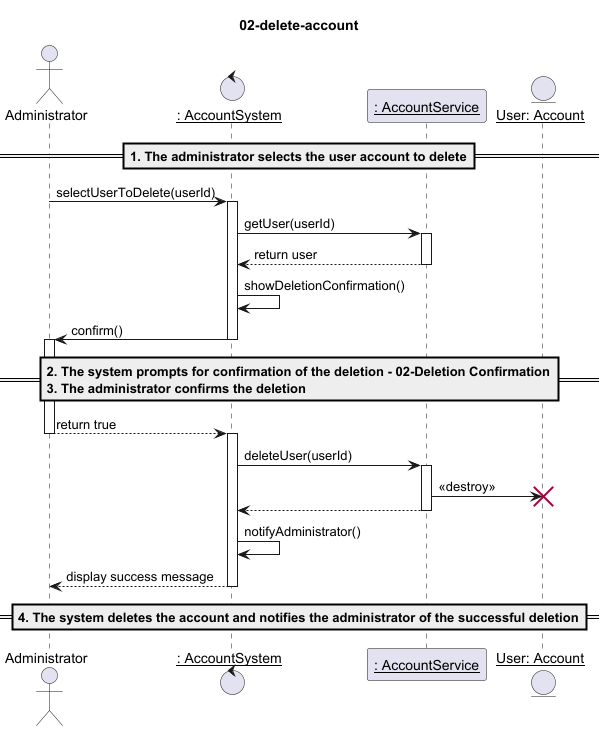 02-delete-account
Administrator
: AccountSystem
: AccountService
User: Account
1. The administrator selects the user account to delete
selectUserToDelete(userId)
getUser(userId)
return user
showDeletionConfirmation()
confirm()
2. The system prompts for confirmation of the deletion - 02-Deletion Confirmation
3. The administrator confirms the deletion
return true
deleteUser(userId)
«destroy»
notifyAdministrator()
display success message
4. The system deletes the account and notifies the administrator of the successful deletion
Administrator
: AccountSystem
: AccountService
User: Account